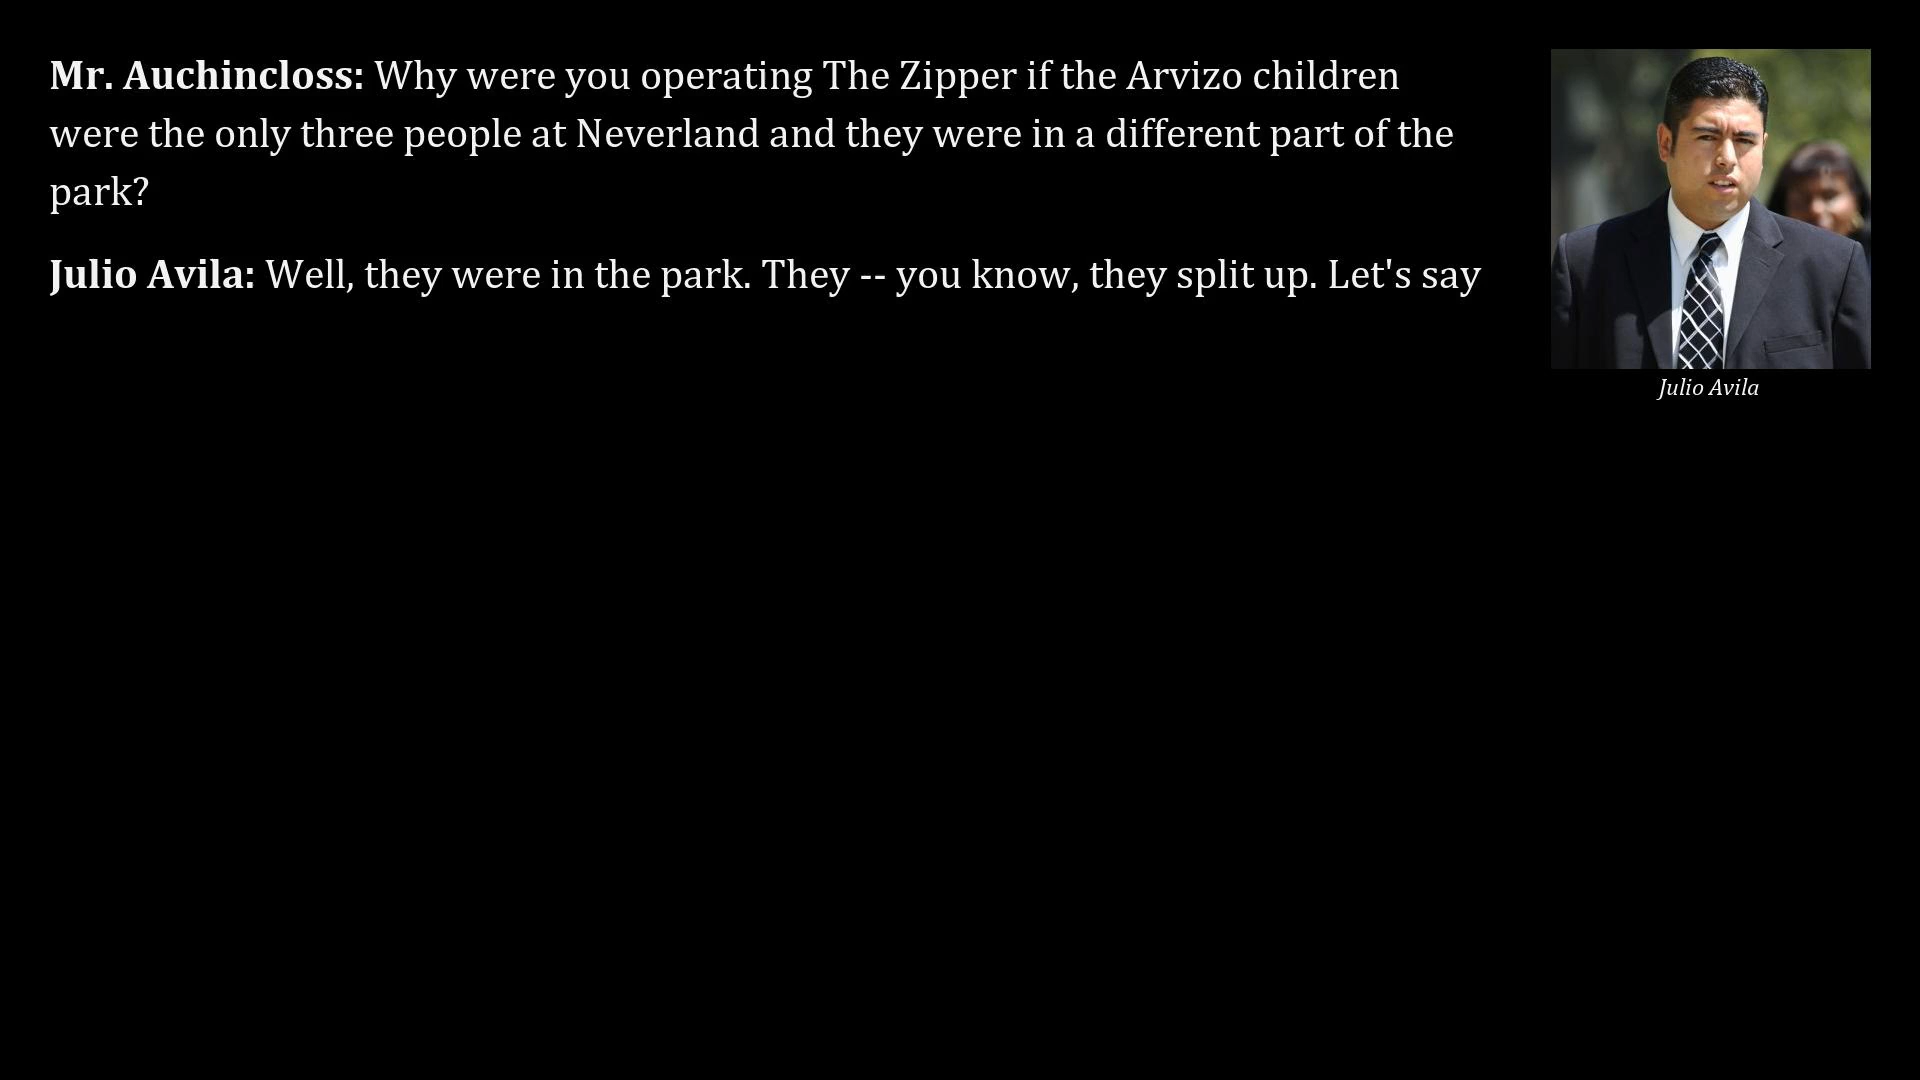 Mr. Auchincloss: Why were you operating The Zipper if the Arvizo children
were the only three people at Neverland and they were in a different part of the
park?
Julio Avila: Well, they were in the park. They -- you know, they split up. Let's say
Julio Avila